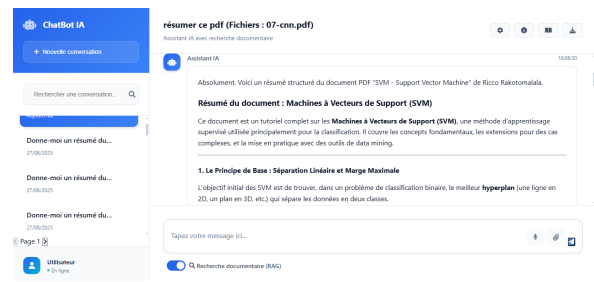 ChatBot IA
+ Nouvelle conversation
Rechercher une conversation...
Aujourd'hui
Donne-moi un résumé du...
27/08/2025
Donne-moi un résumé du...
27/08/2025
Donne-moi un résumé du...
27/08/2025
Page 1
Utilisateur
En ligne
résumer ce pdf (Fichiers : 07-cnn.pdf)
Assistant IA avec recherche documentaire
Assistant IA
Absolument. Voici un résumé structuré du document PDF "SVM - Support Vector Machine" de Ricco Rakotomalala.
Résumé du document : Machines à Vecteurs de Support (SVM)
Ce document est un tutoriel complet sur les Machines à Vecteurs de Support (SVM), une méthode d'apprentissage
supervisé utilisée principalement pour la classification. Il couvre les concepts fondamentaux, les extensions pour des cas
complexes, et la mise en pratique avec des outils de data mining.
1. Le Principe de Base : Séparation Linéaire et Marge Maximale
L'objectif initial des SVM est de trouver, dans un problème de classification binaire, le meilleur hyperplan (une ligne en
2D, un plan en 3D, etc.) qui sépare les données en deux classes.
Tapez votre message ici...
Recherche documentaire (RAG)